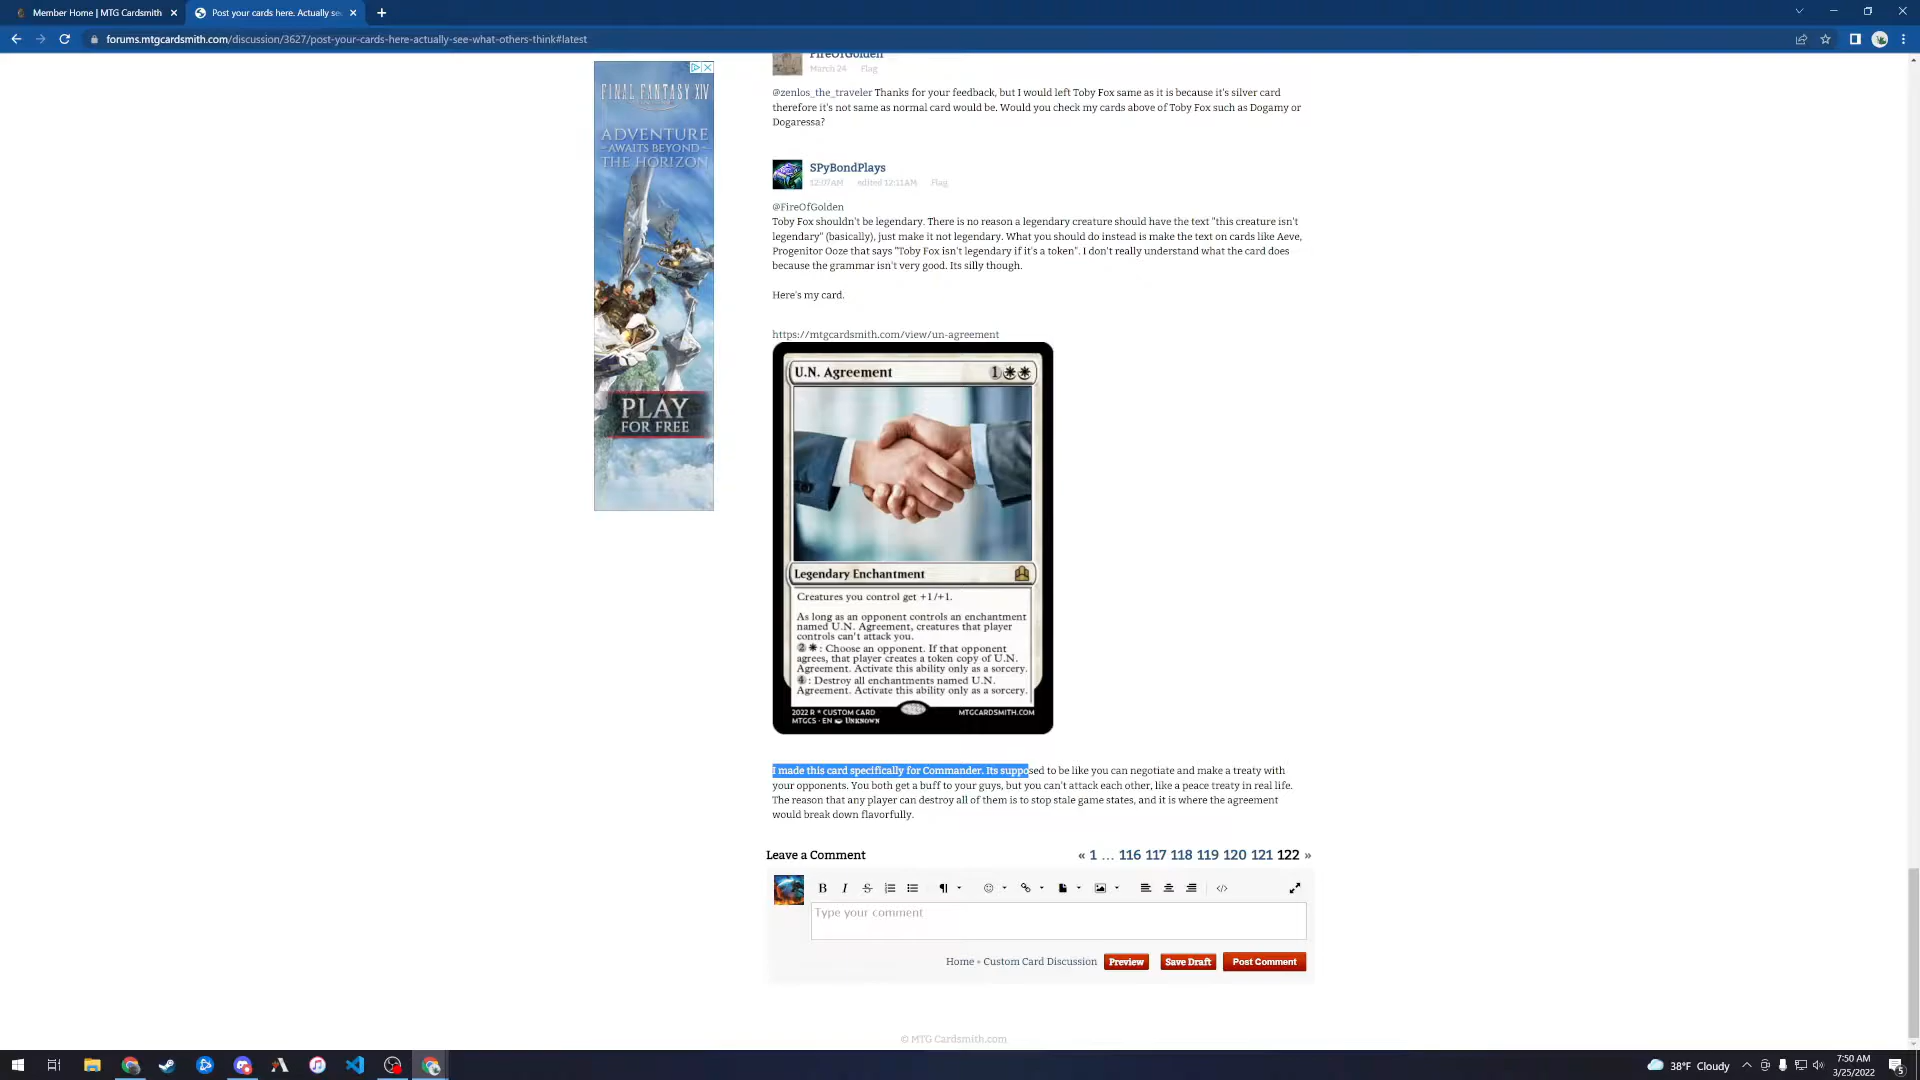 Member Home | MTG Cardsmith
Post your cards here. Actually se
forums.mtgcardsmith.com/discussion/3627/post-your-cards-here-actually-see-what-others-think#latest
FINAL FANTASY XIV
ADVENTURE
-AWAITS BEYOND-
THE HORIZON
PLAY
FOR FREE
FireOfGolden
March 24 Flag
@zenlos_the_traveler Thanks for your feedback, but I would left Toby Fox same as it is because it's silver card
therefore it's not same as normal card would be. Would you check my cards above of Toby Fox such as Dogamy or
Dogaressa?
SPyBondPlays
12:07AM edited 12:11AM Flag
@FireOfGolden
Toby Fox shouldn't be legendary. There is no reason a legendary creature should have the text "this creature isn't
legendary" (basically), just make it not legendary. What you should do instead is make the text on cards like Aeve,
Progenitor Ooze that says "Toby Fox isn't legendary if it's a token". I don't really understand what the card does
because the grammar isn't very good. Its silly though.
Here's my card.
https://mtgcardsmith.com/view/un-agreement
U.N. Agreement 1
Legendary Enchantment
Creatures you control get +1/+1.
As long as an opponent controls an enchantment
named U.N. Agreement, creatures that player
controls can't attack you.
2 : Choose an opponent. If that opponent
agrees, that player creates a token copy of U.N.
Agreement. Activate this ability only as a sorcery.
4 : Destroy all enchantments named U.N.
Agreement. Activate this ability only as a sorcery.
2022 R * CUSTOM CARD MTGCARDSMITH.COM
MTGCS · EN UNKNOWN
I made this card specifically for Commander. Its supposed to be like you can negotiate and make a treaty with
your opponents. You both get a buff to your guys, but you can't attack each other, like a peace treaty in real life.
The reason that any player can destroy all of them is to stop stale game states, and it is where the agreement
would break down flavorfully.
Leave a Comment « 1 … 116 117 118 119 120 121 122 »
B I S
Type your comment
Home › Custom Card Discussion Preview Save Draft Post Comment
© MTG Cardsmith.com
38°F Cloudy
7:50 AM
3/25/2022
5